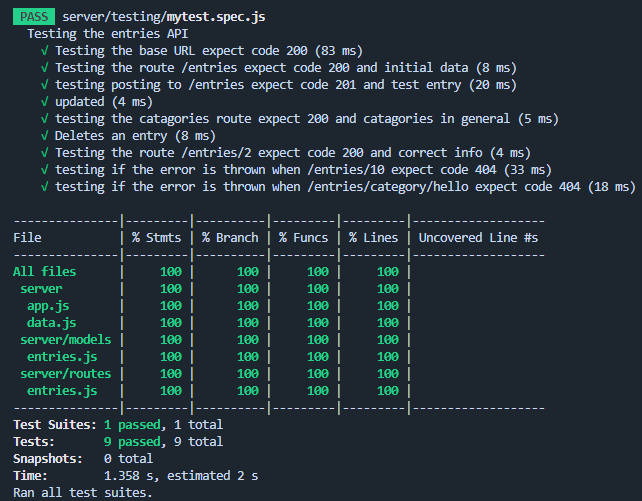 PASS server/testing/mytest.spec.js
Testing the entries API
√ Testing the base URL expect code 200 (83 ms)
√ Testing the route /entries expect code 200 and initial data (8 ms)
√ testing posting to /entries expect code 201 and test entry (20 ms)
√ updated (4 ms)
√ testing the catagories route expect 200 and catagories in general (5 ms)
√ Deletes an entry (8 ms)
√ Testing the route /entries/2 expect code 200 and correct info (4 ms)
√ testing if the error is thrown when /entries/10 expect code 404 (33 ms)
√ testing if the error is thrown when /entries/category/hello expect code 404 (18 ms)
---------------|---------|----------|---------|---------|-------------------
File | % Stmts | % Branch | % Funcs | % Lines | Uncovered Line #s
---------------|---------|----------|---------|---------|-------------------
All files | 100 | 100 | 100 | 100 |
server | 100 | 100 | 100 | 100 |
app.js | 100 | 100 | 100 | 100 |
data.js | 100 | 100 | 100 | 100 |
server/models | 100 | 100 | 100 | 100 |
entries.js | 100 | 100 | 100 | 100 |
server/routes | 100 | 100 | 100 | 100 |
entries.js | 100 | 100 | 100 | 100 |
---------------|---------|----------|---------|---------|-------------------
Test Suites: 1 passed, 1 total
Tests: 9 passed, 9 total
Snapshots: 0 total
Time: 1.358 s, estimated 2 s
Ran all test suites.